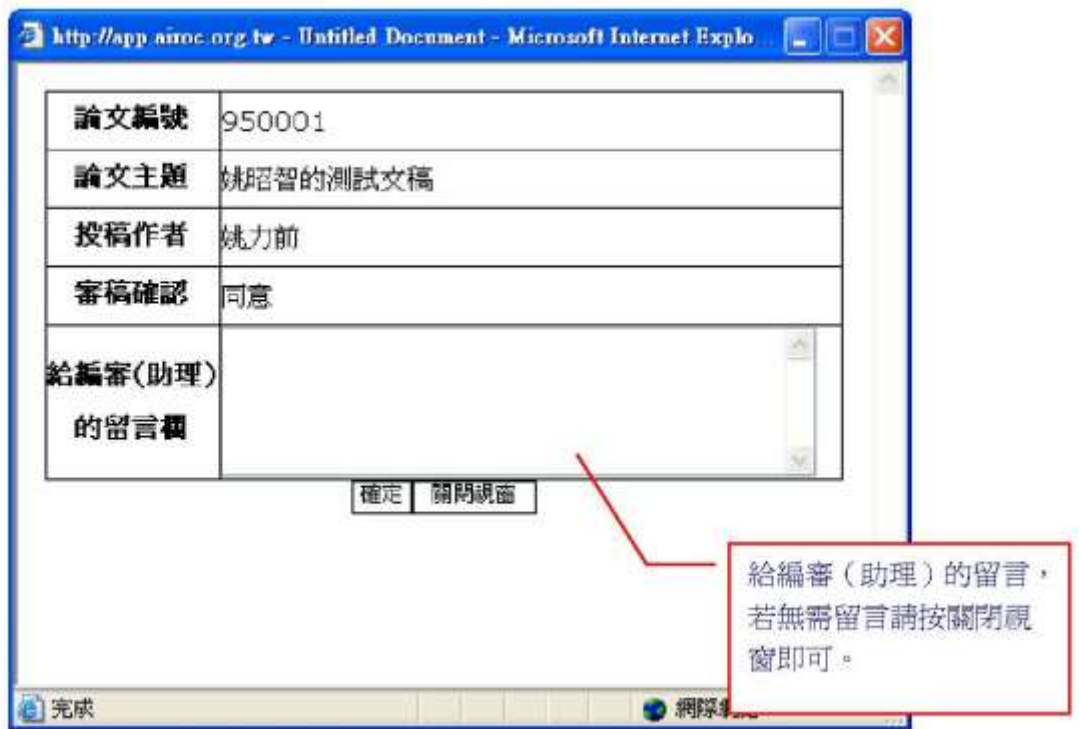 http://app.airoc.org.tw - Untitled Document - Microsoft Internet Explo...
論文編號 950001
論文主題 姚昭智的測試文稿
投稿作者 姚力前
審稿確認 同意
給編審(助理)
的留言欄
確定 關閉視窗
給編審（助理）的留言，
若無需留言請按關閉視
窗即可。
完成 網際網